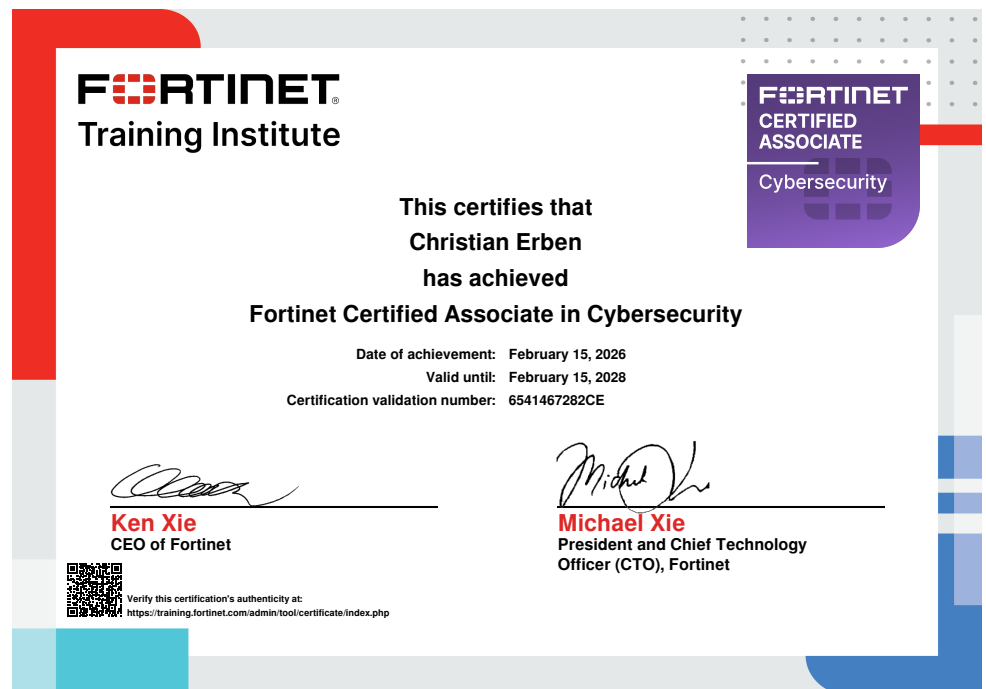 FORTINET®
Training Institute
FORTINET
CERTIFIED
ASSOCIATE
Cybersecurity
This certifies that
Christian Erben
has achieved
Fortinet Certified Associate in Cybersecurity
Date of achievement: February 15, 2026
Valid until: February 15, 2028
Certification validation number: 6541467282CE
Michael
Ken Xie
CEO of Fortinet
Michael Xie
President and Chief Technology
Officer (CTO), Fortinet
Verify this certification's authenticity at:
https://training.fortinet.com/admin/tool/certificate/index.php